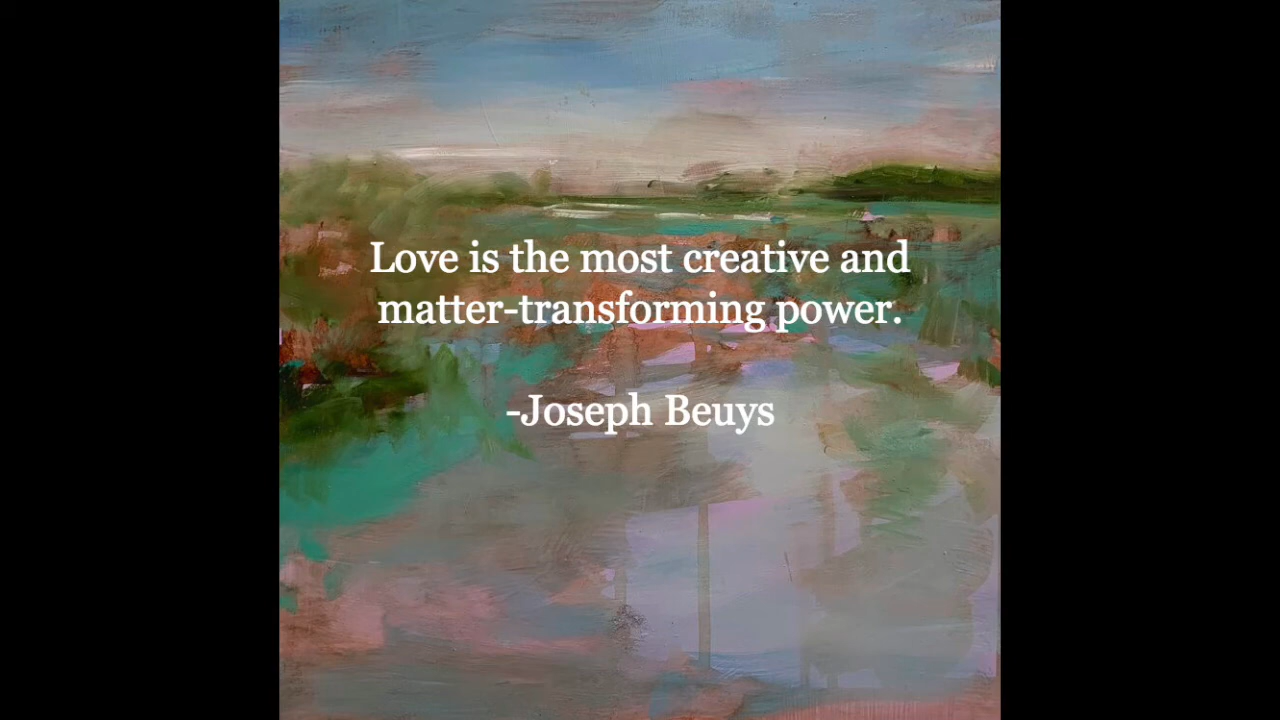 Love is the most creative and
matter-transforming power.
-Joseph Beuys